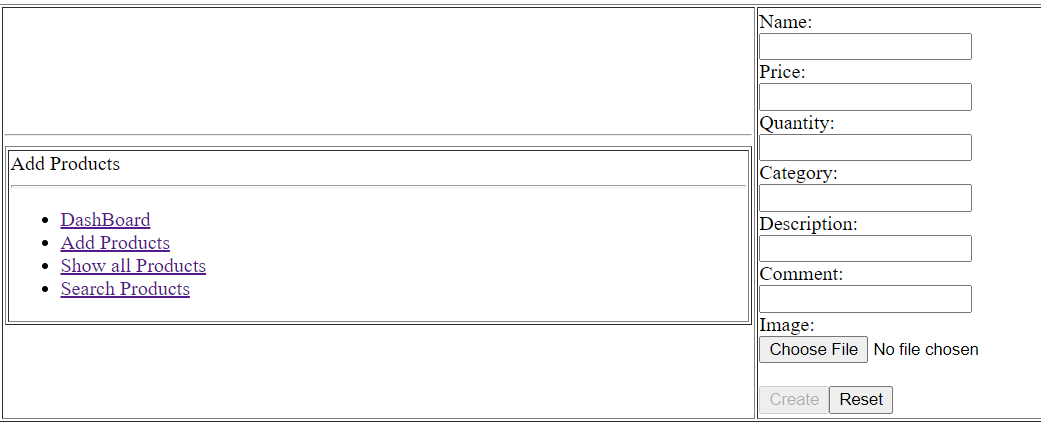 Add Products
DashBoard
Add Products
Show all Products
Search Products
Name:
Price:
Quantity:
Category:
Description:
Comment:
Image:
Choose File No file chosen
Create Reset